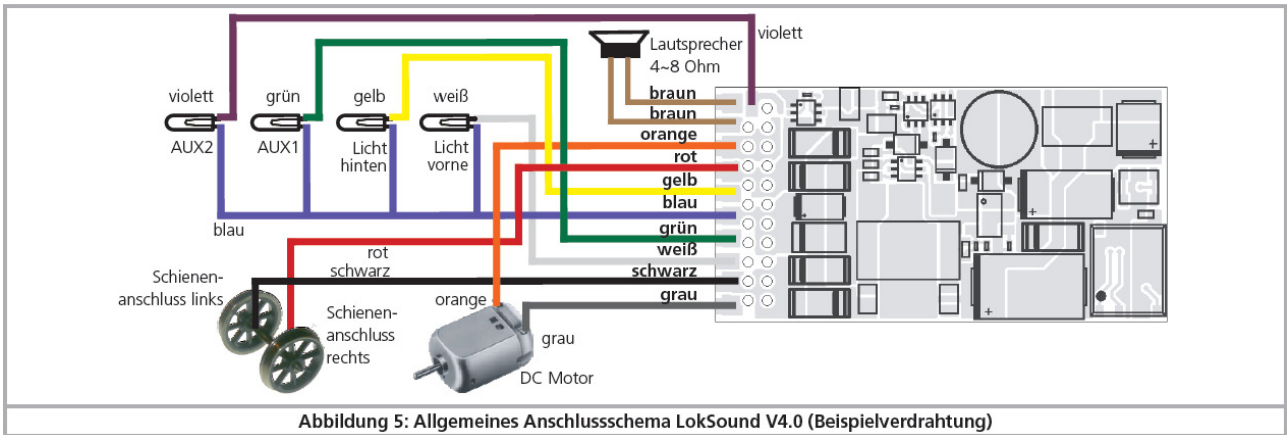 violett
Lautsprecher
4~8 Ohm
violett
grün
gelb
weiß
AUX2
AUX1
Licht
hinten
Licht
vorne
braun
braun
orange
rot
gelb
blau
grün
weiß
schwarz
grau
blau
rot
schwarz
Schienen-
anschluss links
Schienen-
anschluss
rechts
orange
grau
DC Motor
+
+
+
+
+
Abbildung 5: Allgemeines Anschlussschema LokSound V4.0 (Beispielverdrahtung)